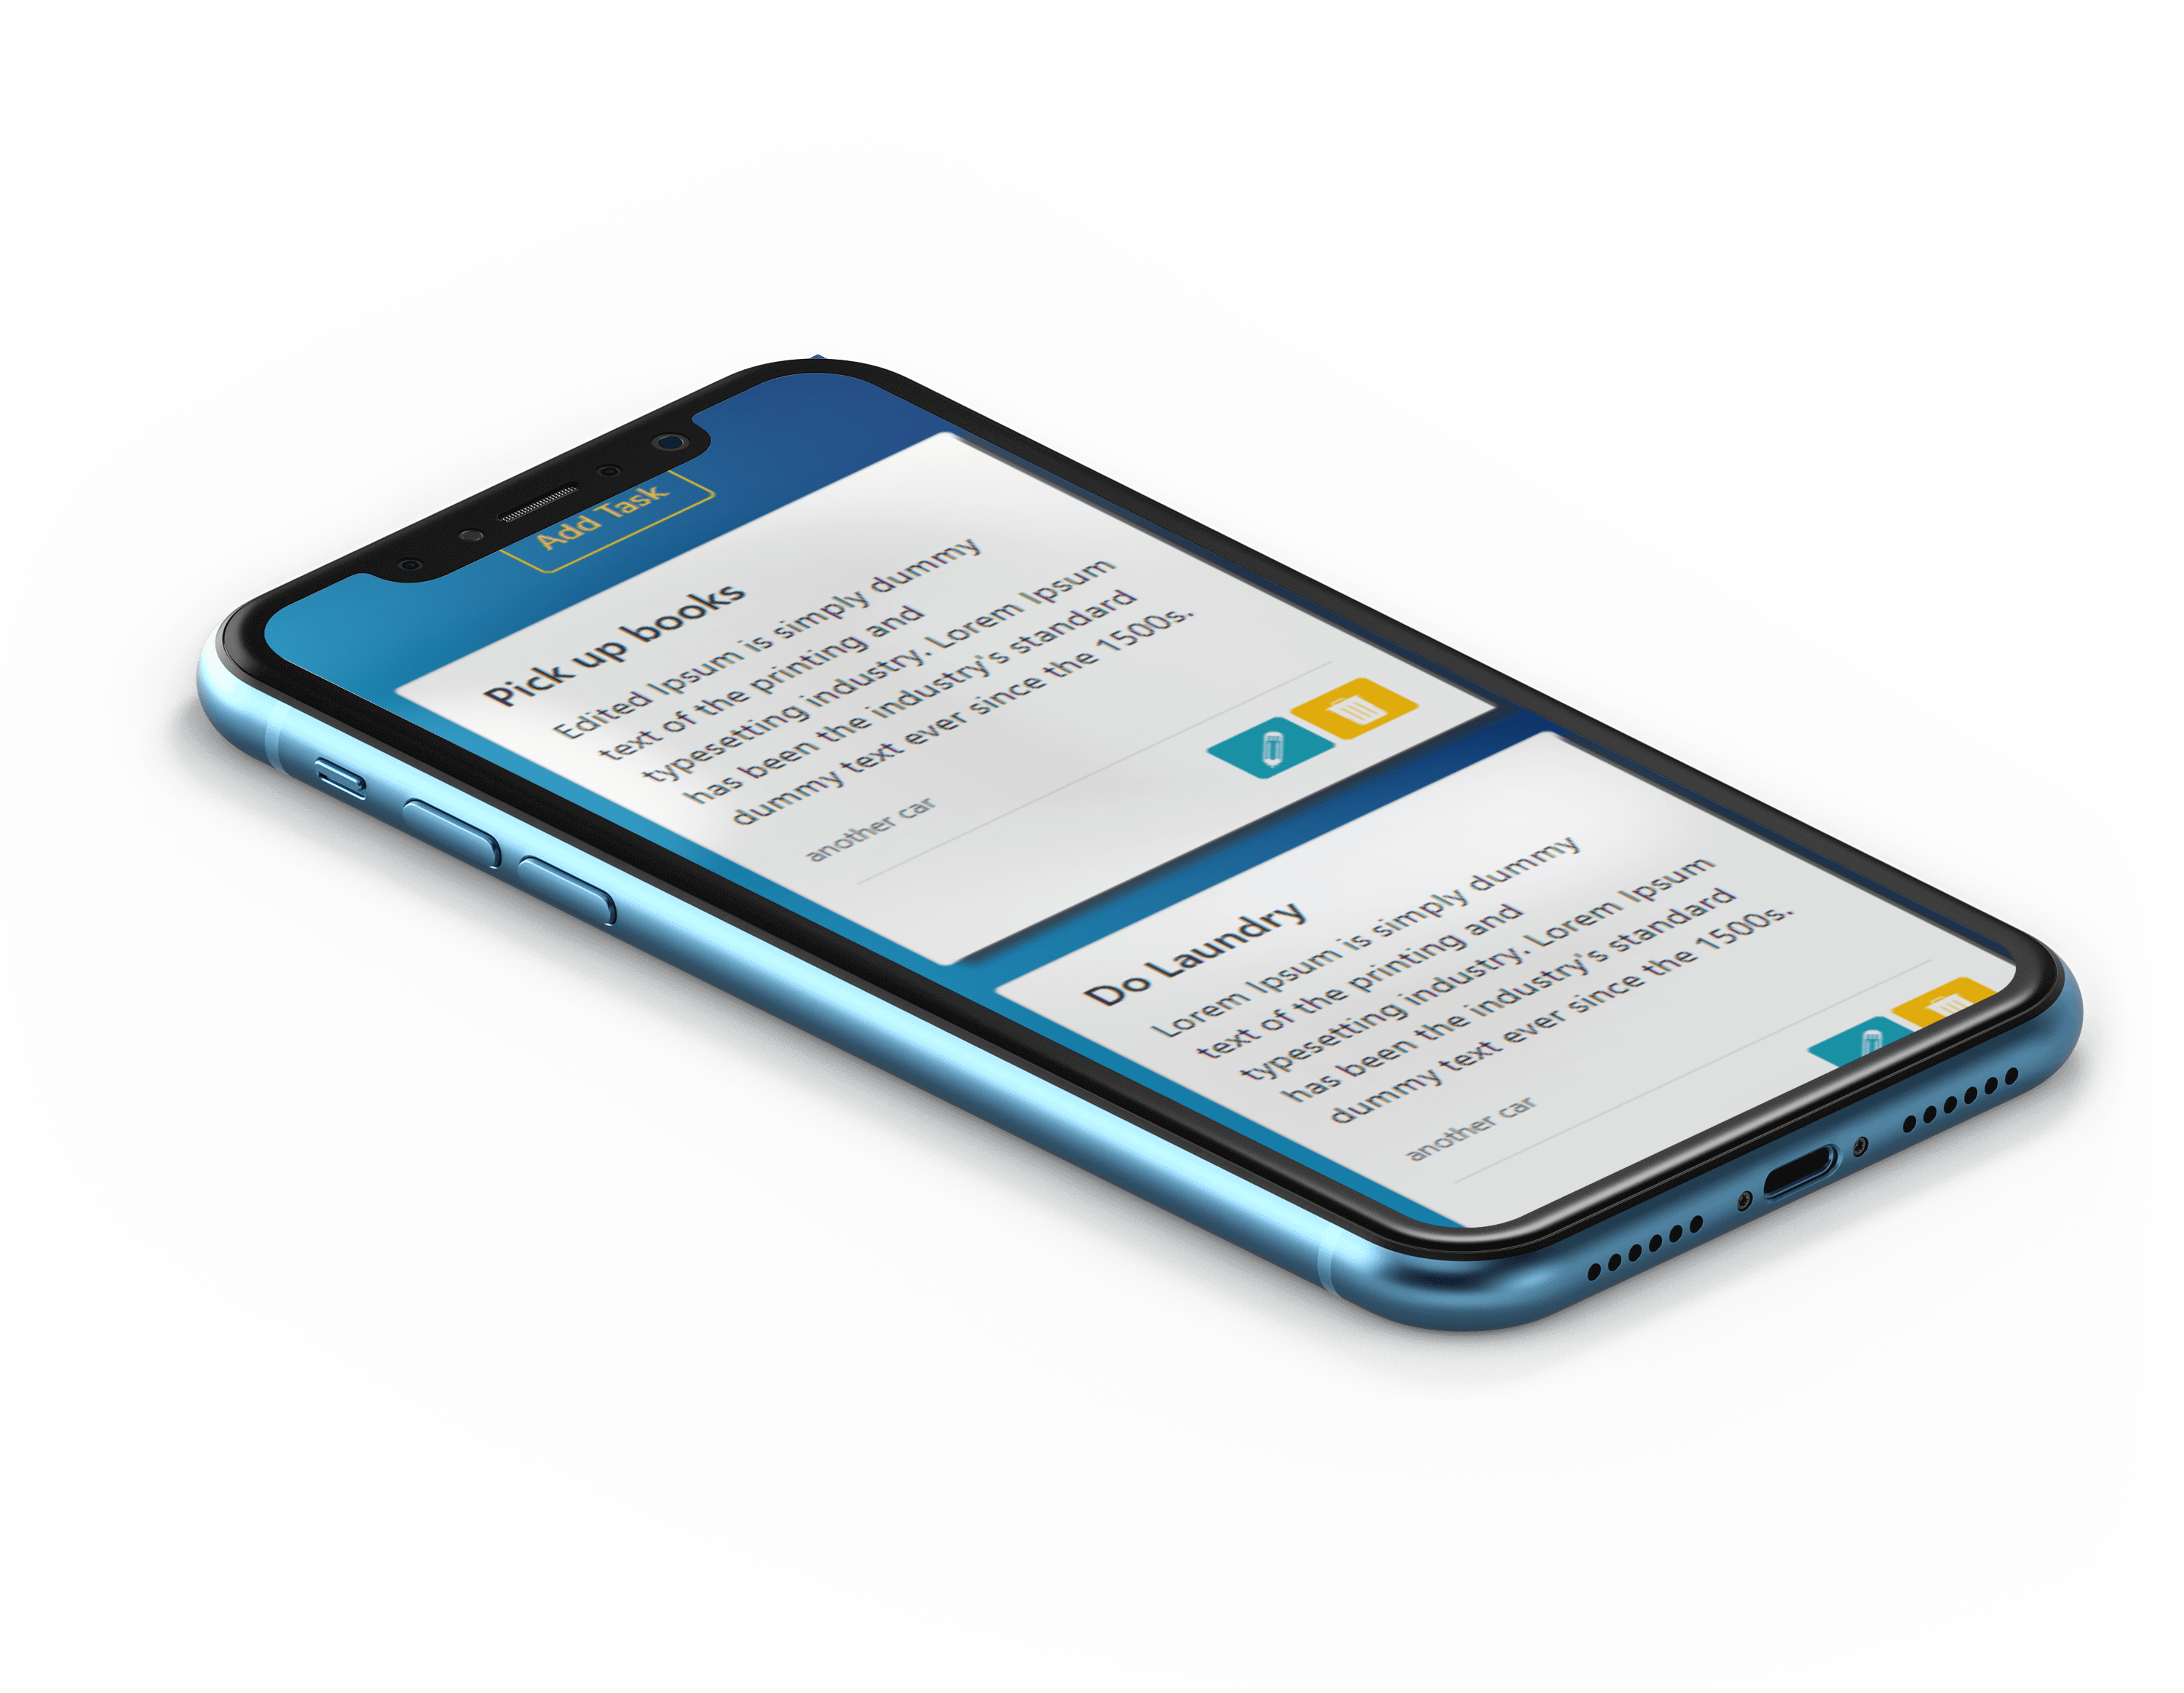 Add Task
Pick up books
Edited Ipsum is simply dummy
text of the printing and
typesetting industry. Lorem Ipsum
has been the industry's standard
dummy text ever since the 1500s.
another car
Do Laundry
Lorem Ipsum is simply dummy
text of the printing and
typesetting industry. Lorem Ipsum
has been the industry's standard
dummy text ever since the 1500s.
another car